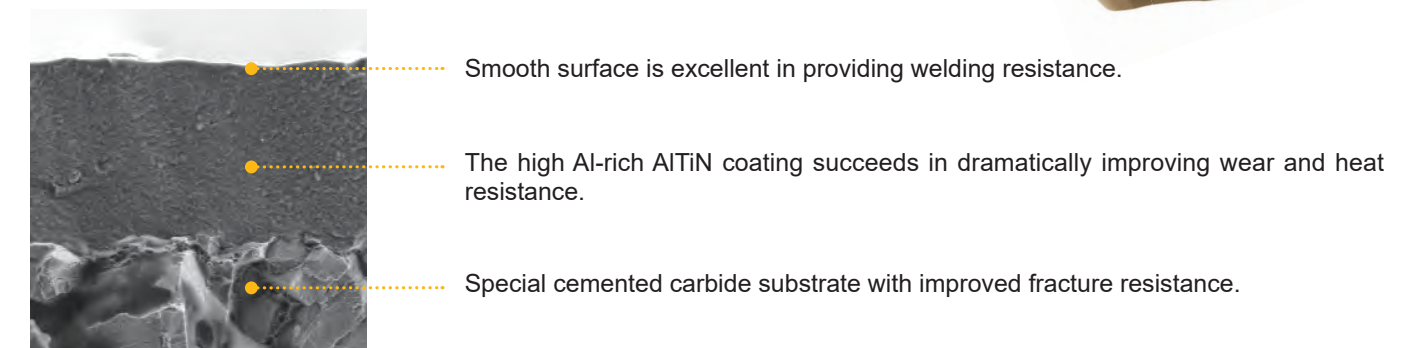 Smooth surface is excellent in providing welding resistance.
The high Al-rich AlTiN coating succeeds in dramatically improving wear and heat
resistance.
Special cemented carbide substrate with improved fracture resistance.